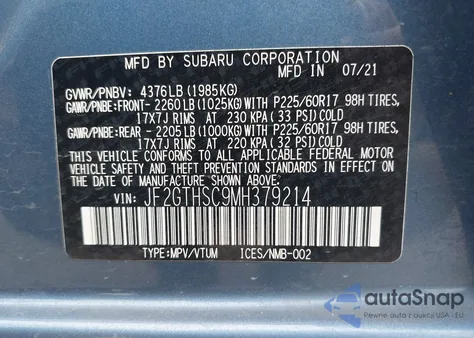 MFD BY SUBARU CORPORATION
GVWR/PNBV: 4376LB(1985KG) MFD IN 07/21
GAWR/PNBE:FRONT- 2260LB(1025KG)WITH P225/60R17 98H TIRES,
17X7J RIMS AT 230 KPA (33 PSI)COLD
GAWR/PNBE:REAR - 2205LB(1000KG)WITH P225/60R17 98H TIRES,
17X7J RIMS AT 220 KPA (32 PSI)COLD
THIS VEHICLE CONFORMS TO ALL APPLICABLE FEDERAL MOTOR
VEHICLE SAFETY AND THEFT PREVENTION STANDARDS IN EFFECT
ON THE DATE OF MANUFACTURE SHOWN ABOVE.
VIN: JF2GTHSC9MH379214
TYPE:MPV/VTUM ICES/NMB-002
autoSnap
Pewne auta z USA - EU